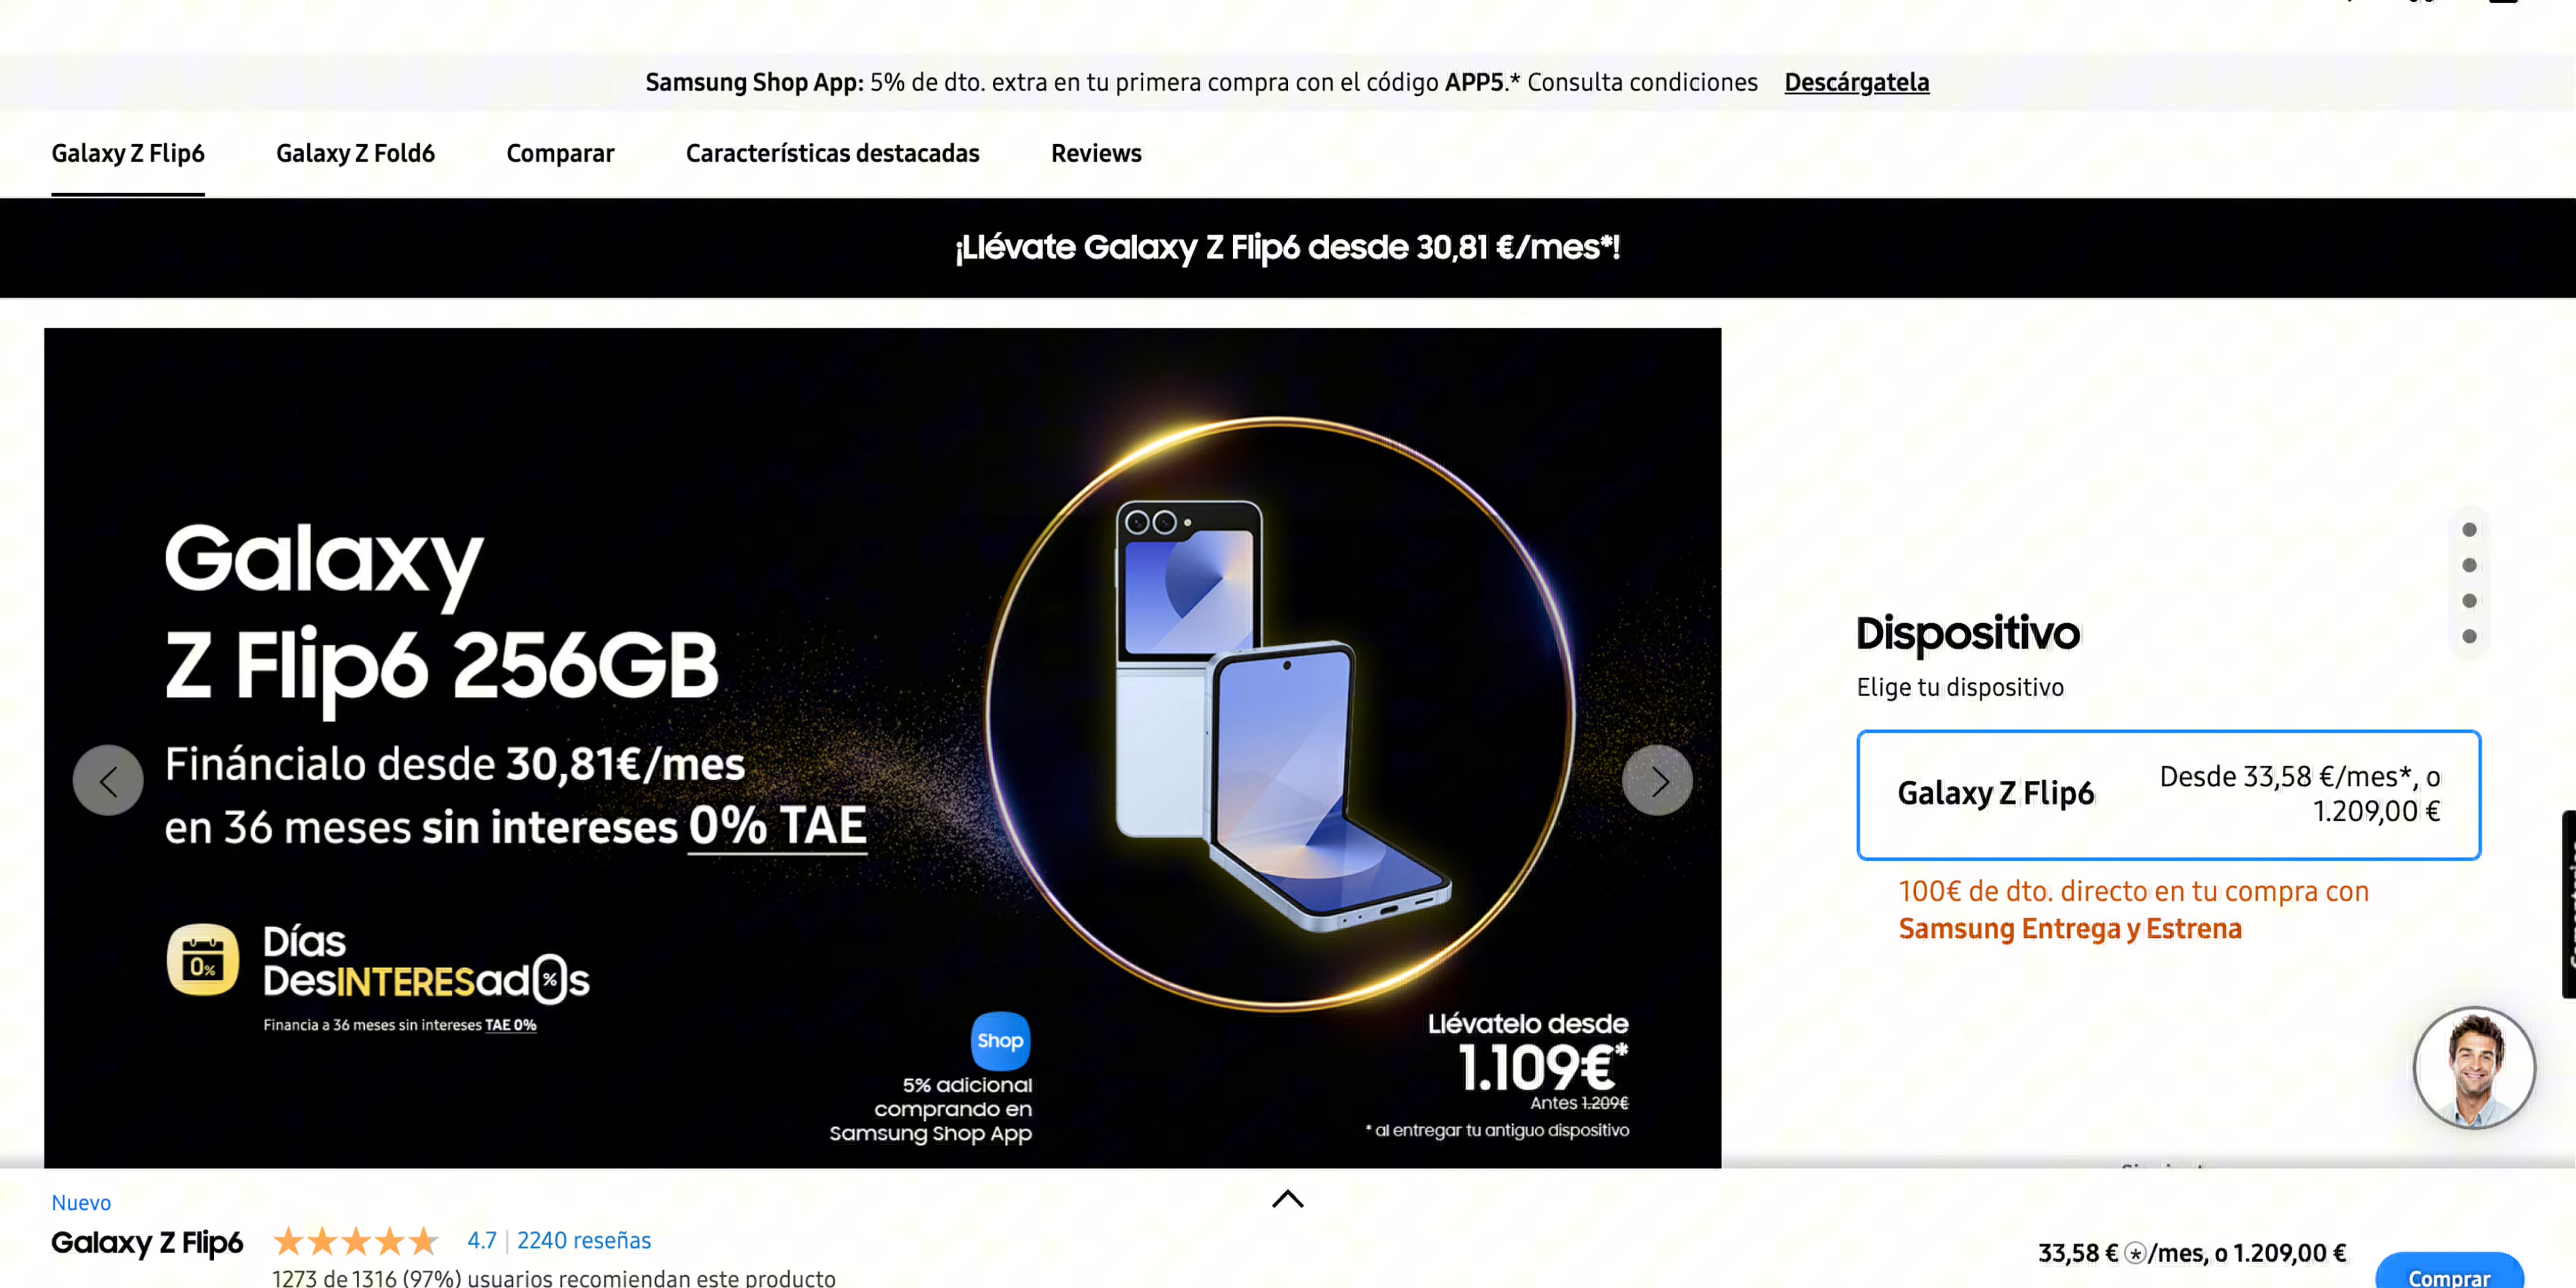 Samsung Shop App: 5% de dto. extra en tu primera compra con el código APP5.* Consulta condiciones Descárgatela
Galaxy Z Flip6 Galaxy Z Fold6 Comparar Características destacadas Reviews
¡Llévate Galaxy Z Flip6 desde 30,81 €/mes*!
Galaxy
Z Flip6 256GB
Fináncialo desde 30,81€/mes
en 36 meses sin intereses 0% TAE
0%
Días
DesINTERESad0s
%
Financia a 36 meses sin intereses TAE 0%
Shop
5% adicional
comprando en
Samsung Shop App
Llévatelo desde
1.109€*
Antes 1.209€
* al entregar tu antiguo dispositivo
Dispositivo
Elige tu dispositivo
Galaxy Z Flip6
Desde 33,58 €/mes*, o
1.209,00 €
100€ de dto. directo en tu compra con
Samsung Entrega y Estrena
Nuevo
Galaxy Z Flip6
4.7 | 2240 reseñas
1273 de 1316 (97%) usuarios recomiendan este producto
33,58 € * /mes, o 1.209,00 €
Comprar